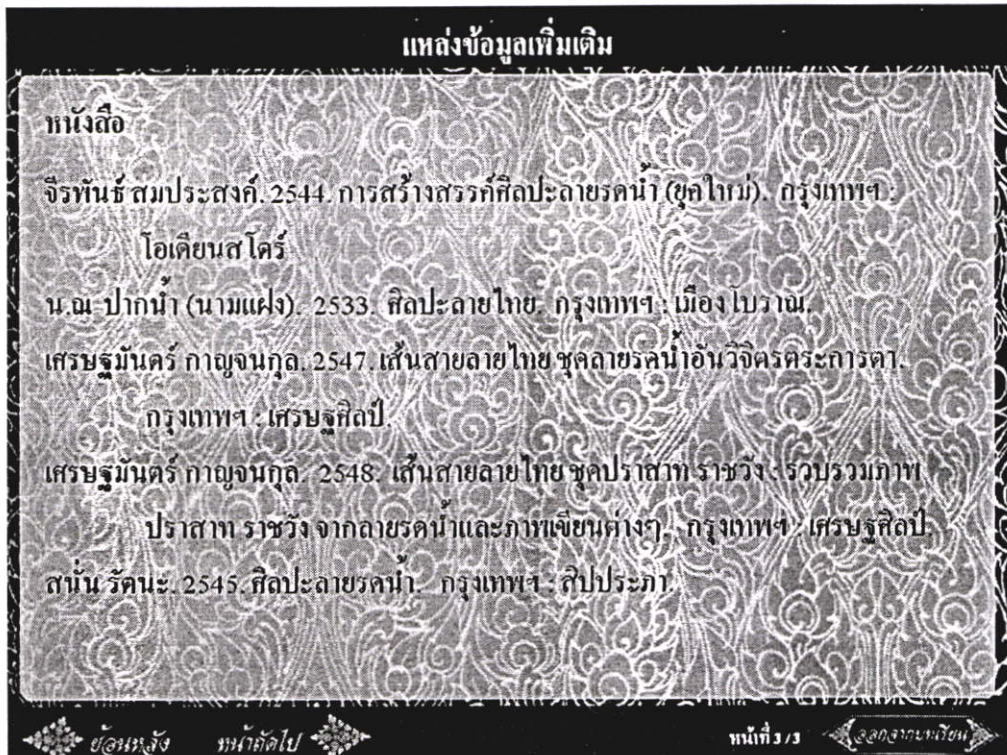 แหล่งข้อมูลเพิ่มเติม
หนังสือ
จีรพันธ์ สมประสงค์. 2544. การสร้างสรรค์ศิลปะลายรดน้ำ (ยุคใหม่). กรุงเทพฯ :
โอเดียนสโตร์
น.ณ ปากน้ำ (นามแฝง). 2533. ศิลปะลายไทย. กรุงเทพฯ : เมืองโบราณ.
เศรษฐมันตร์ กาญจนกุล. 2547. เส้นสายลายไทย ชุดลายรดน้ำอันวิจิตรตระการตา.
กรุงเทพฯ : เศรษฐศิลป์.
เศรษฐมันตร์ กาญจนกุล. 2548. เส้นสายลายไทย ชุดปราสาท ราชวัง : รวบรวมภาพ
ปราสาท ราชวัง จากลายรดน้ำและภาพเขียนต่างๆ. กรุงเทพฯ : เศรษฐศิลป์.
สนั่น รัตนะ. 2545. ศิลปะลายรดน้ำ. กรุงเทพฯ : สิปประภา.
ย้อนหลัง หน้าถัดไป หน้าที่ 3 / 3 ออกจากบทเรียน